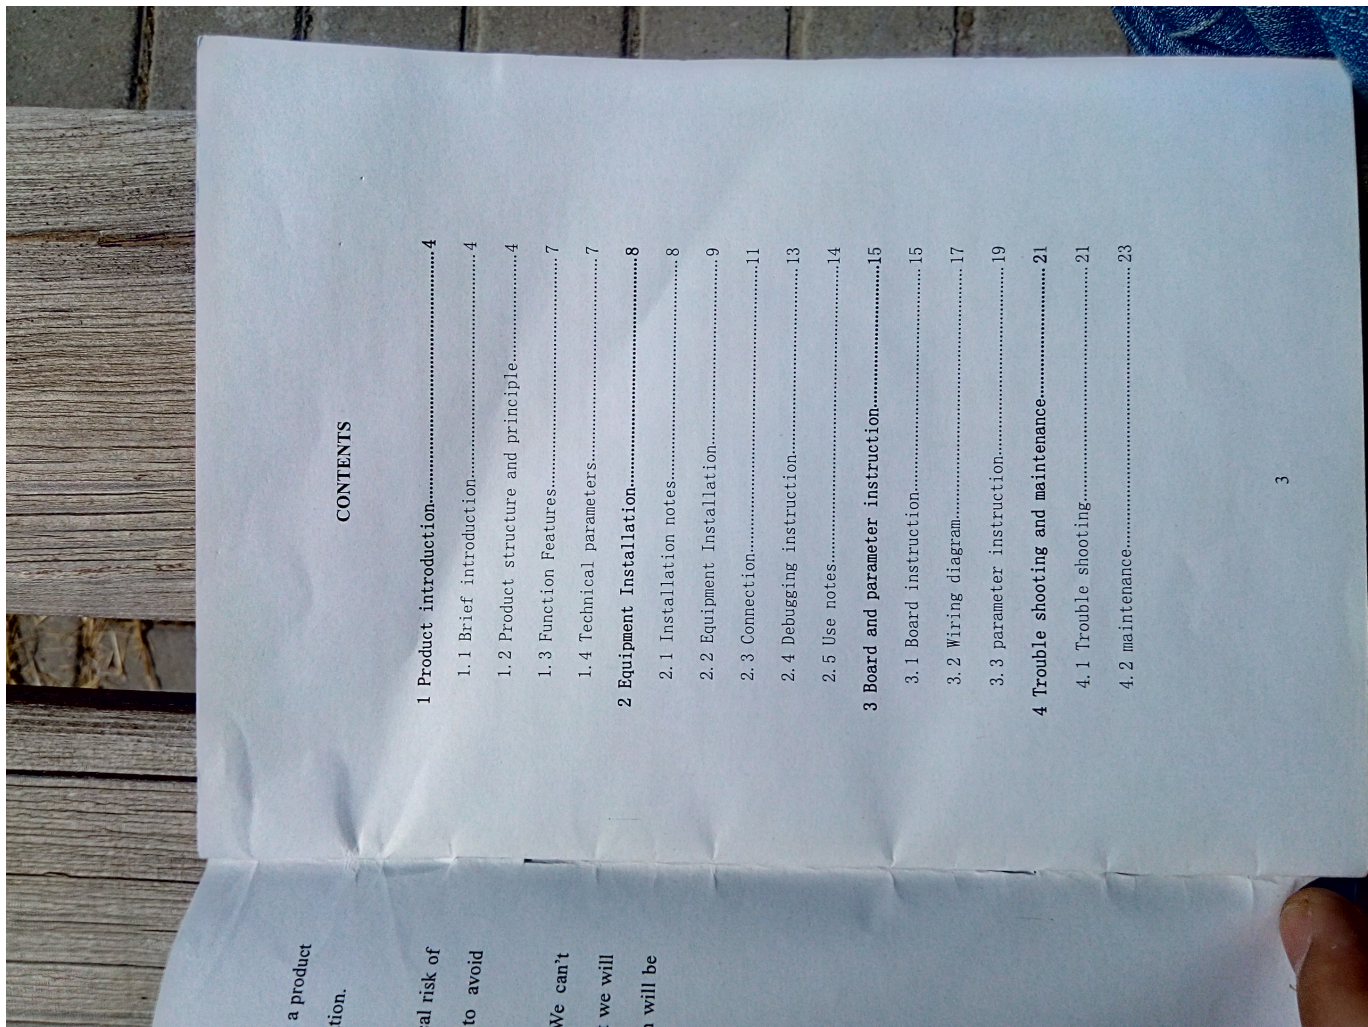 CONTENTS
1 Product introduction....................4
1.1 Brief introduction....................4
1.2 Product structure and principle....................4
1.3 Function Features....................7
1.4 Technical parameters....................7
2 Equipment Installation....................8
2.1 Installation notes....................8
2.2 Equipment Installation....................9
2.3 Connection....................11
2.4 Debugging instruction....................13
2.5 Use notes....................14
3 Board and parameter instruction....................15
3.1 Board instruction....................15
3.2 Wiring diagram....................17
3.3 parameter instruction....................19
4 Trouble shooting and maintenance....................21
4.1 Trouble shooting....................21
4.2 maintenance....................23
3
a product
tion.
al risk of
to avoid
We can't
we will
will be